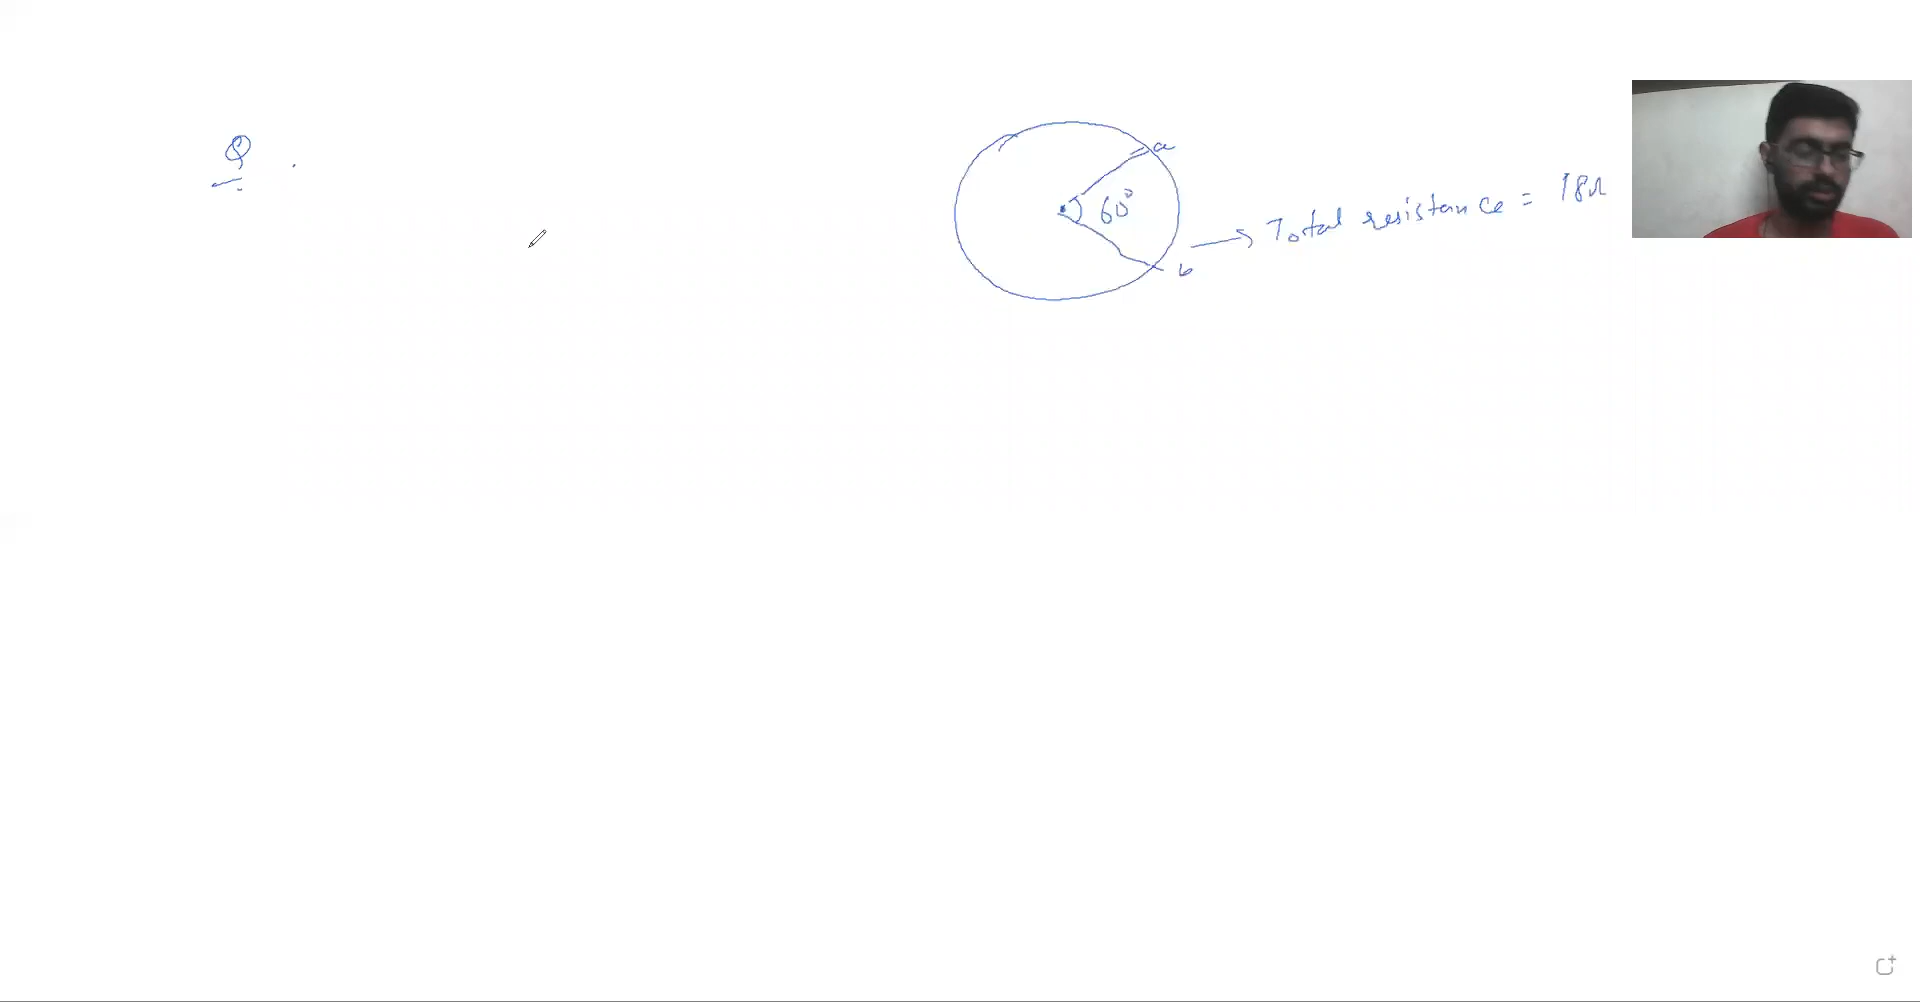 Q
a
60°
→ Total resistance = 18Ω
b